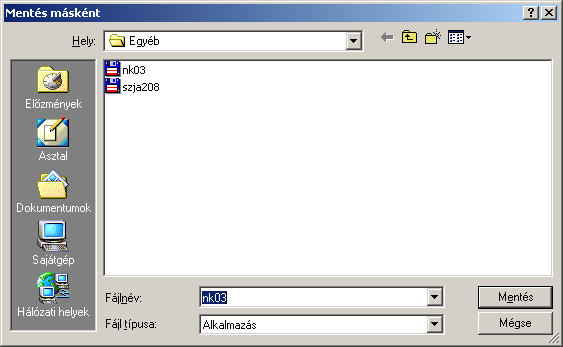 Mentés másként
Hely: Egyéb
nk03
szja208
Előzmények
Asztal
Dokumentumok
Sajátgép
Hálózati helyek
Fájlnév: nk03 Mentés
Fájl típusa: Alkalmazás Mégse